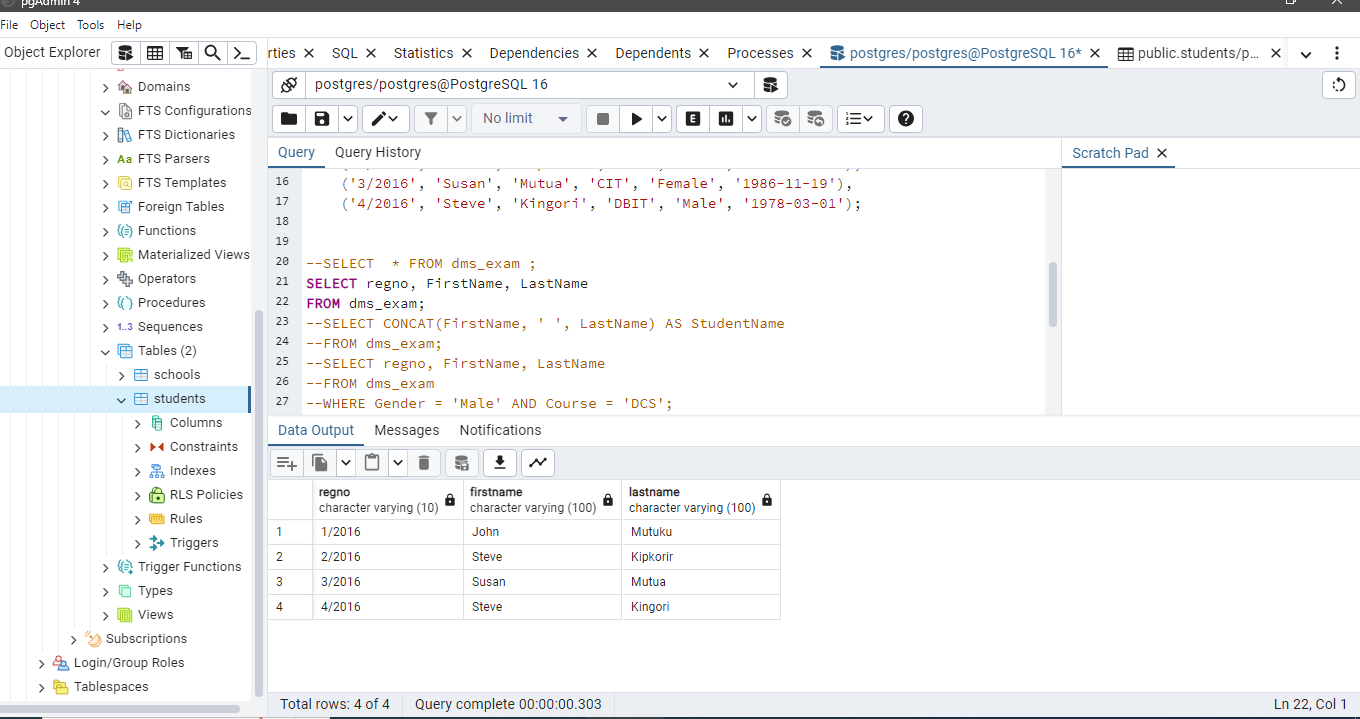 pgAdmin 4
File Object Tools Help
Object Explorer
rties SQL Statistics Dependencies Dependents Processes postgres/postgres@PostgreSQL 16* public.students/p...
postgres/postgres@PostgreSQL 16
No limit
E
Query Query History
Scratch Pad
Domains
FTS Configurations
FTS Dictionaries
Aa FTS Parsers
FTS Templates
Foreign Tables
Functions
Materialized Views
Operators
Procedures
1..3 Sequences
Tables (2)
schools
students
Columns
Constraints
Indexes
RLS Policies
Rules
Triggers
Trigger Functions
Types
Views
Subscriptions
Login/Group Roles
Tablespaces
16 ('3/2016', 'Susan', 'Mutua', 'CIT', 'Female', '1986-11-19'),
17 ('4/2016', 'Steve', 'Kingori', 'DBIT', 'Male', '1978-03-01');
18
19
20 --SELECT  * FROM dms_exam ;
21 SELECT regno, FirstName, LastName
22 FROM dms_exam;
23 --SELECT CONCAT(FirstName, ' ', LastName) AS StudentName
24 --FROM dms_exam;
25 --SELECT regno, FirstName, LastName
26 --FROM dms_exam
27 --WHERE Gender = 'Male' AND Course = 'DCS';
Data Output Messages Notifications
regno firstname lastname
character varying (10) character varying (100) character varying (100)
1 1/2016 John Mutuku
2 2/2016 Steve Kipkorir
3 3/2016 Susan Mutua
4 4/2016 Steve Kingori
Total rows: 4 of 4 Query complete 00:00:00.303 Ln 22, Col 1